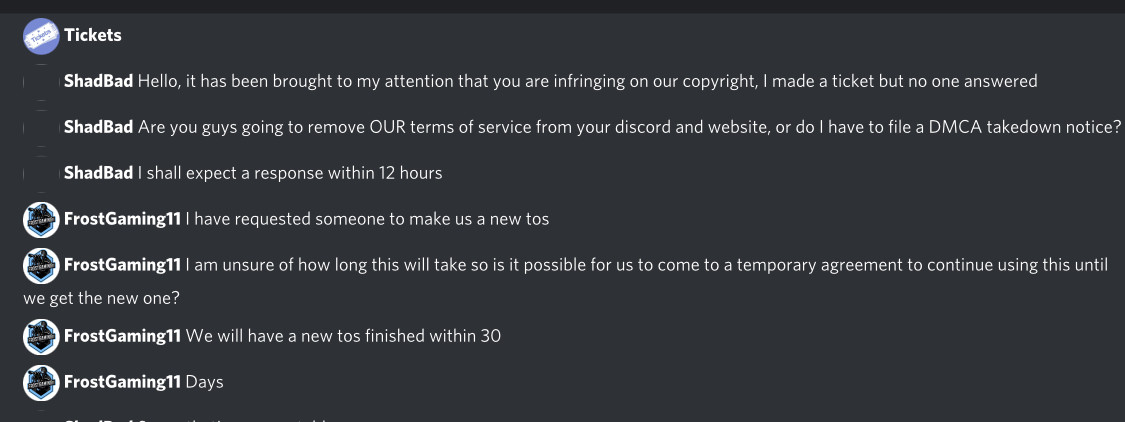 Tickets
ShadBad Hello, it has been brought to my attention that you are infringing on our copyright, I made a ticket but no one answered
ShadBad Are you guys going to remove OUR terms of service from your discord and website, or do I have to file a DMCA takedown notice?
ShadBad I shall expect a response within 12 hours
FrostGaming11 I have requested someone to make us a new tos
FrostGaming11 I am unsure of how long this will take so is it possible for us to come to a temporary agreement to continue using this until
we get the new one?
FrostGaming11 We will have a new tos finished within 30
FrostGaming11 Days
ShadBad